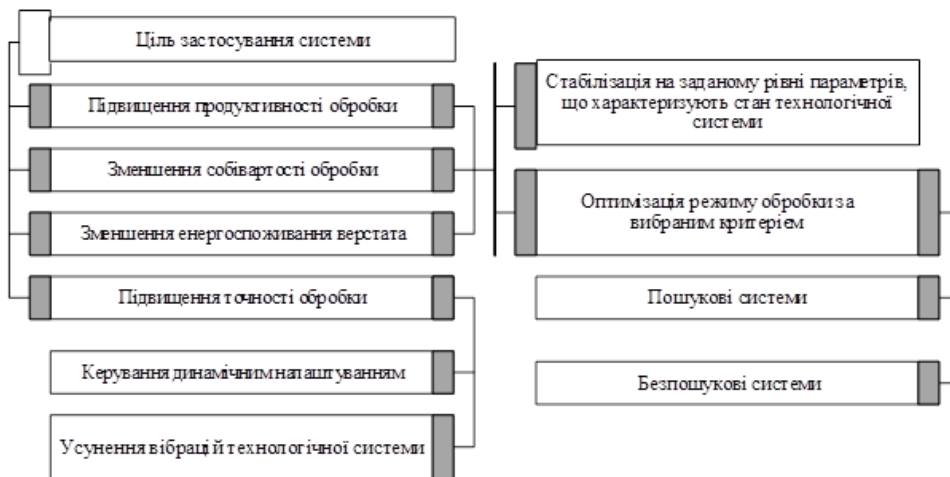 Ціль застосування системи
Підвищення продуктивності обробки
Зменшення собівартості обробки
Зменшення енергоспоживання верстата
Підвищення точності обробки
Керування динамічним налаштуванням
Усунення вібрацій технологічної системи
Стабілізація на заданому рівні параметрів,
що характеризують стан технологічної
системи
Оптимізація режиму обробки за
вибраним критерієм
Пошукові системи
Безпошукові системи